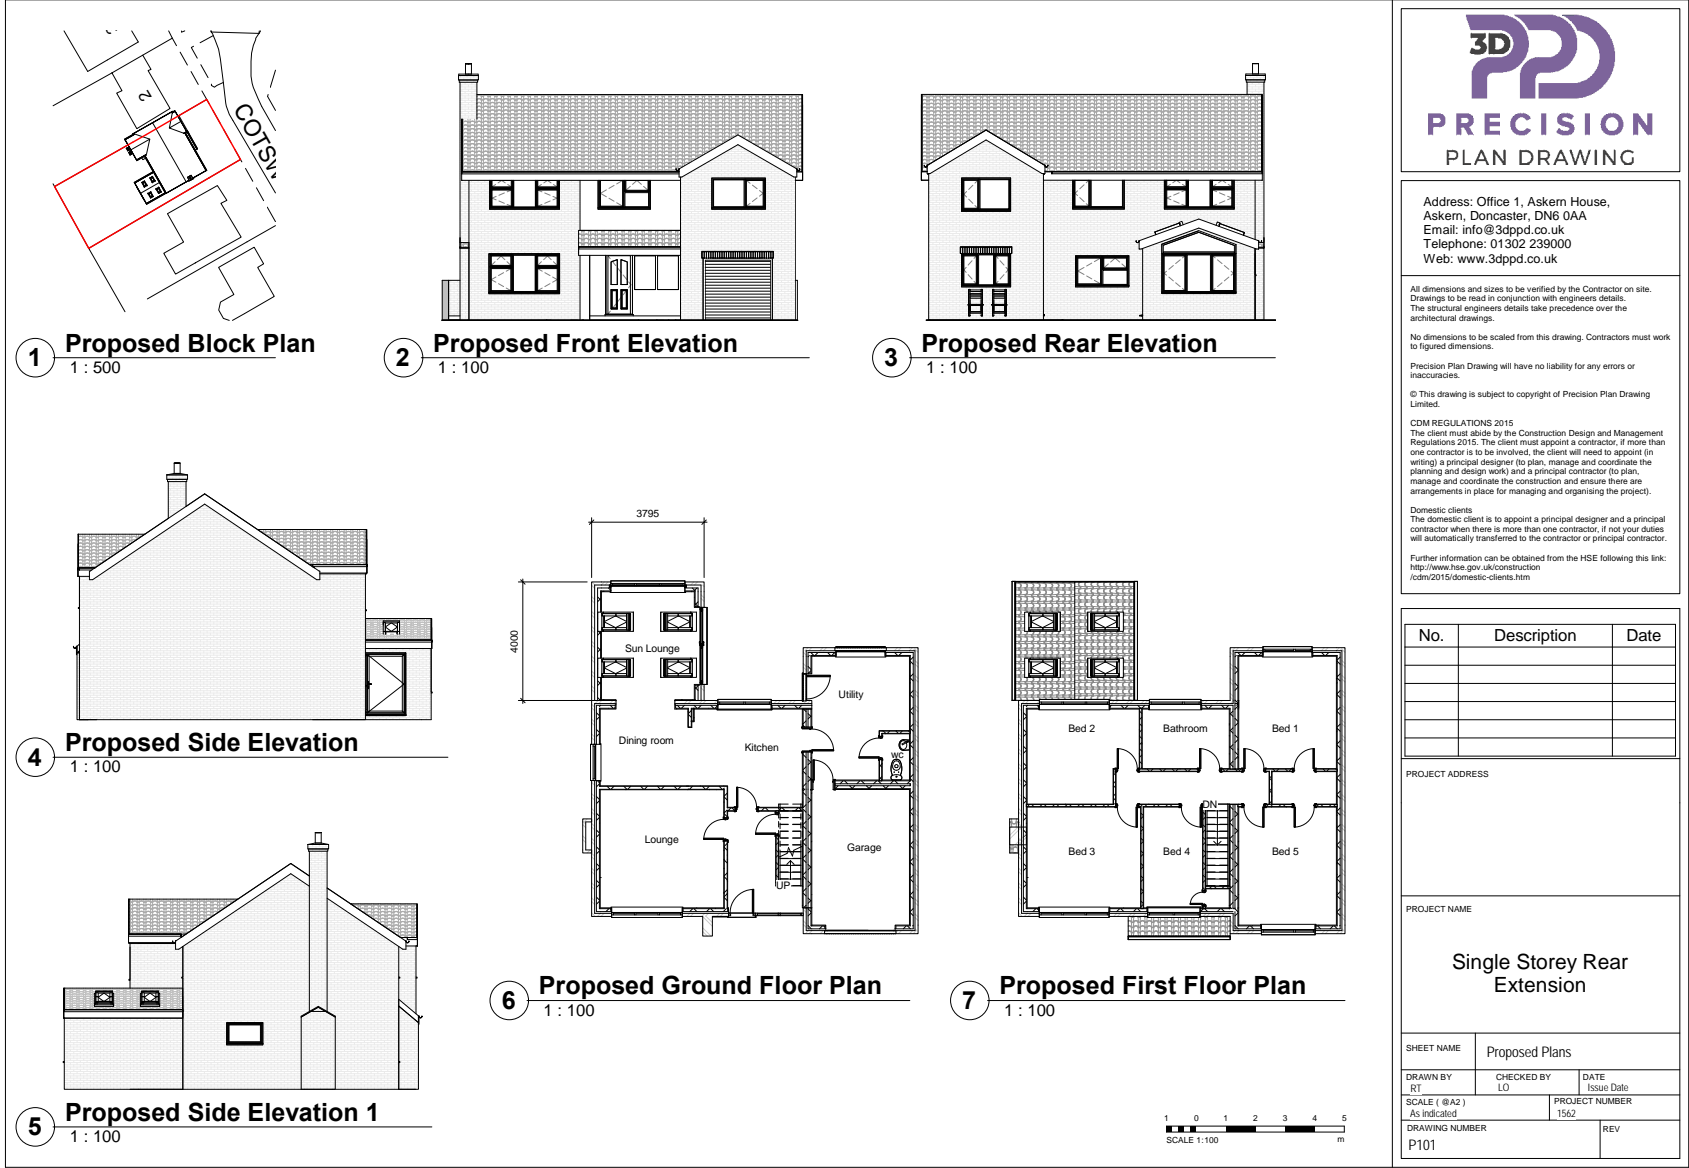 2
COTSW
1
Proposed Block Plan
1 : 500
2
Proposed Front Elevation
1 : 100
3
Proposed Rear Elevation
1 : 100
4
Proposed Side Elevation
1 : 100
5
Proposed Side Elevation 1
1 : 100
3795
4000
Sun Lounge
Utility
Dining room
Kitchen
WC
Lounge
Garage
UP
6
Proposed Ground Floor Plan
1 : 100
Bed 2
Bathroom
Bed 1
DN
Bed 3
Bed 4
Bed 5
7
Proposed First Floor Plan
1 : 100
1 0 1 2 3 4 5
SCALE 1:100 m
3D PPD
PRECISION
PLAN DRAWING
Address: Office 1, Askern House,
Askern, Doncaster, DN6 0AA
Email: info@3dppd.co.uk
Telephone: 01302 239000
Web: www.3dppd.co.uk
All dimensions and sizes to be verified by the Contractor on site.
Drawings to be read in conjunction with engineers details.
The structural engineers details take precedence over the
architectural drawings.
No dimensions to be scaled from this drawing. Contractors must work
to figured dimensions.
Precision Plan Drawing will have no liability for any errors or
inaccuracies.
© This drawing is subject to copyright of Precision Plan Drawing
Limited.
CDM REGULATIONS 2015
The client must abide by the Construction Design and Management
Regulations 2015. The client must appoint a contractor, if more than
one contractor is to be involved, the client will need to appoint (in
writing) a principal designer (to plan, manage and coordinate the
planning and design work) and a principal contractor (to plan,
manage and coordinate the construction and ensure there are
arrangements in place for managing and organising the project).
Domestic clients
The domestic client is to appoint a principal designer and a principal
contractor when there is more than one contractor, if not your duties
will automatically transferred to the contractor or principal contractor.
Further information can be obtained from the HSE following this link:
http://www.hse.gov.uk/construction
/cdm/2015/domestic-clients.htm
No. Description Date
PROJECT ADDRESS
PROJECT NAME
Single Storey Rear
Extension
SHEET NAME Proposed Plans
DRAWN BY CHECKED BY DATE
RT LO Issue Date
SCALE ( @A2 ) PROJECT NUMBER
As indicated 1562
DRAWING NUMBER REV
P101